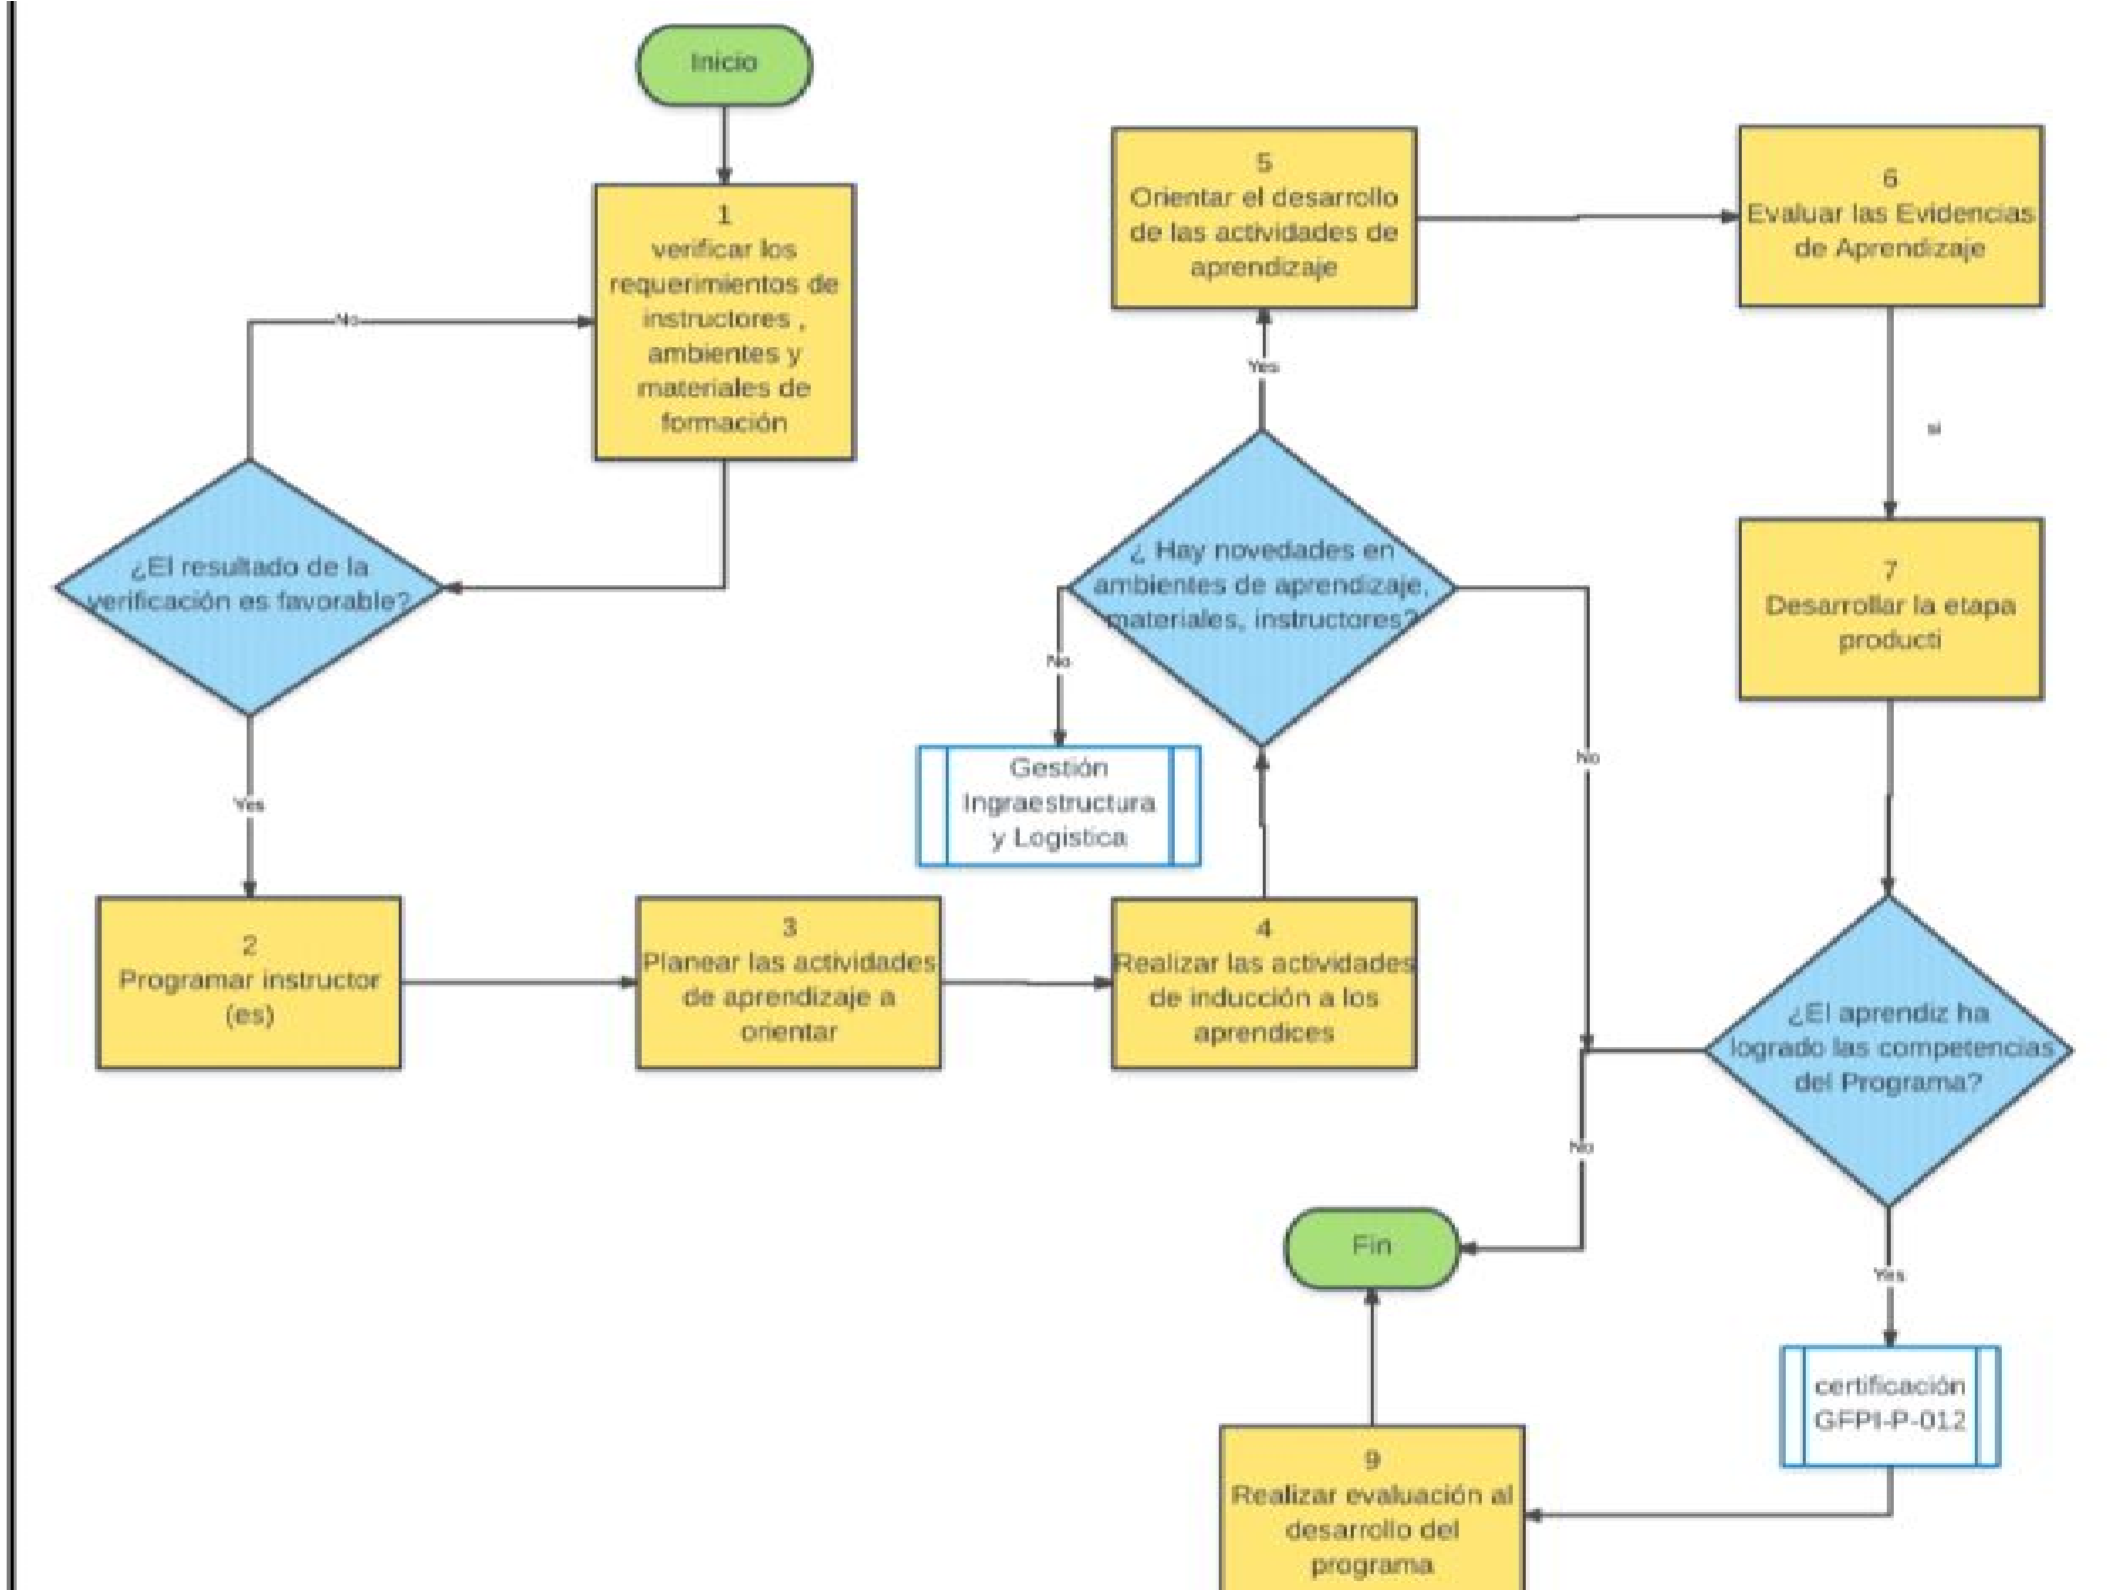 Inicio
1
verificar los
requerimientos de
instructores ,
ambientes y
materiales de
formación
No
¿El resultado de la
verificación es favorable?
Yes
2
Programar instructor
(es)
3
Planear las actividades
de aprendizaje a
orientar
4
Realizar las actividades
de inducción a los
aprendices
¿ Hay novedades en
ambientes de aprendizaje,
materiales, instructores?
No
Gestión
Ingraestructura
y Logistica
Yes
5
Orientar el desarrollo
de las actividades de
aprendizaje
6
Evaluar las Evidencias
de Aprendizaje
si
7
Desarrollar la etapa
producti
No
¿El aprendiz ha
logrado las competencias
del Programa?
No
Yes
certificación
GFPI-P-012
9
Realizar evaluación al
desarrollo del
programa
Fin